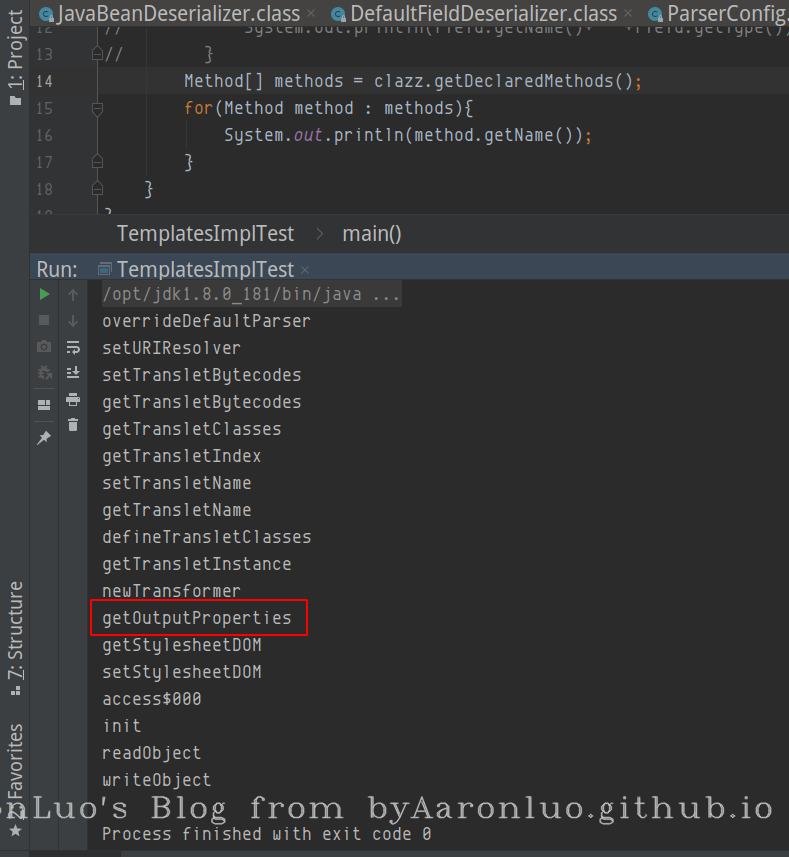 JavaBeanDeserializer.class × DefaultFieldDeserializer.class × ParserConfig.
1: Project
12 // System.out.println(field.getName()+ +field.getType())
13 // }
14 Method[] methods = clazz.getDeclaredMethods();
15 for(Method method : methods){
16 System.out.println(method.getName());
17 }
18 }
}
TemplatesImplTest > main()
Run: TemplatesImplTest ×
/opt/jdk1.8.0_181/bin/java ...
overrideDefaultParser
setURIResolver
setTransletBytecodes
getTransletBytecodes
getTransletClasses
getTransletIndex
setTransletName
getTransletName
defineTransletClasses
getTransletInstance
newTransformer
getOutputProperties
getStylesheetDOM
setStylesheetDOM
access$000
init
readObject
writeObject
7: Structure
2: Favorites
onLuo's Blog from byAaronluo.github.io
Process finished with exit code 0